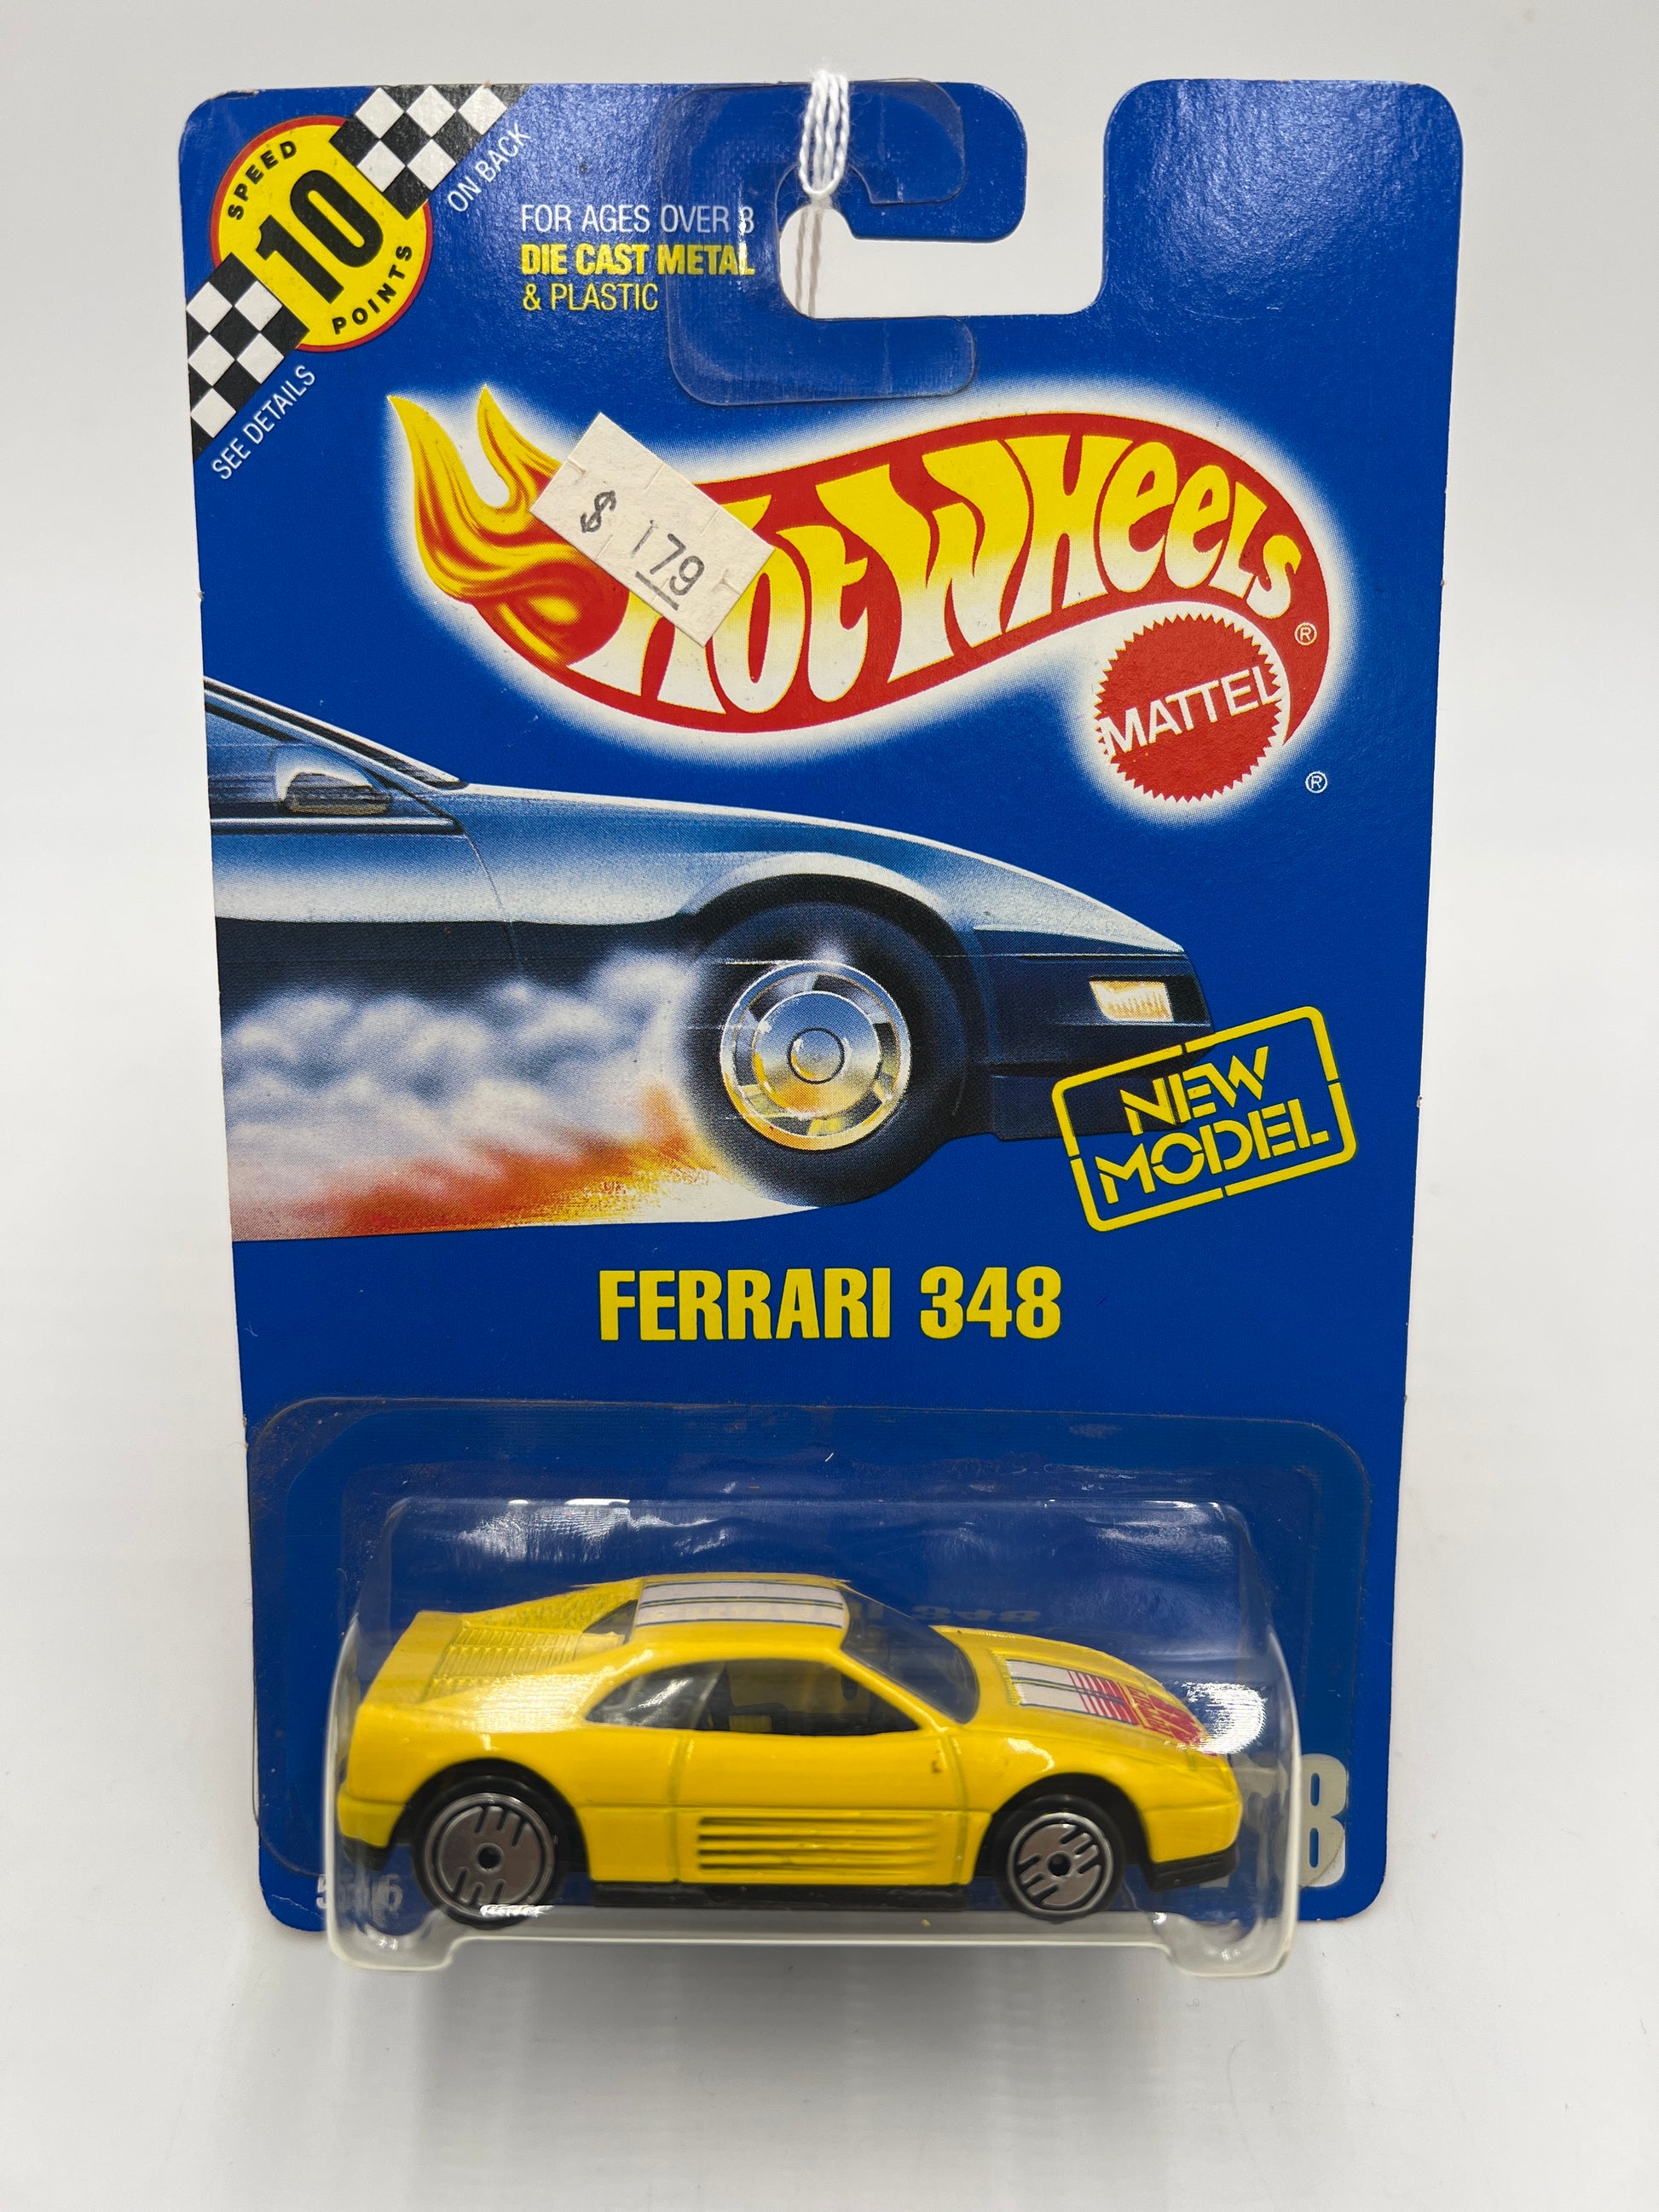 SPEED
10
POINTS
ON BACK
SEE DETAILS
FOR AGES OVER 3
DIE CAST METAL
& PLASTIC
$ 179
Hot Wheels
®
MATTEL
®
NEW
MODEL
FERRARI 348